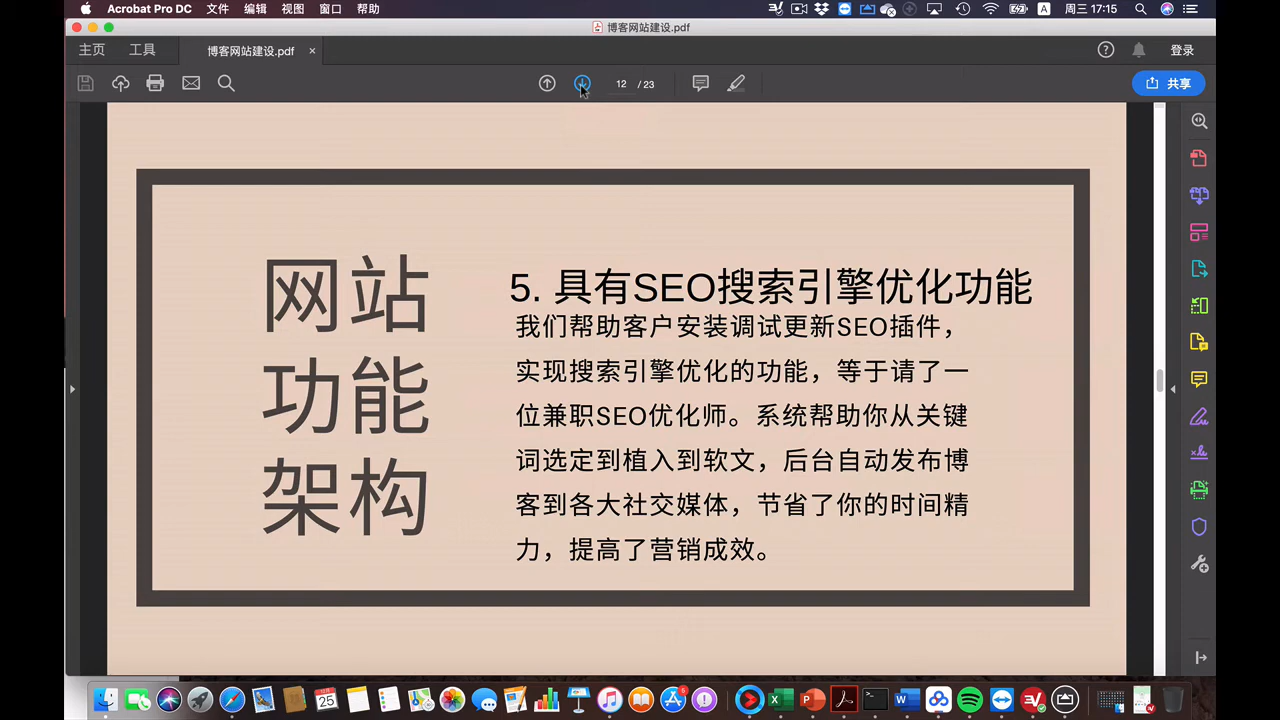 Acrobat Pro DC 文件 编辑 视图 窗口 帮助
周三 17:15
博客网站建设.pdf
主页 工具 博客网站建设.pdf × 登录
12 / 23
共享
网站
功能
架构
5. 具有SEO搜索引擎优化功能
我们帮助客户安装调试更新SEO插件，
实现搜索引擎优化的功能，等于请了一
位兼职SEO优化师。系统帮助你从关键
词选定到植入到软文，后台自动发布博
客到各大社交媒体，节省了你的时间精
力，提高了营销成效。